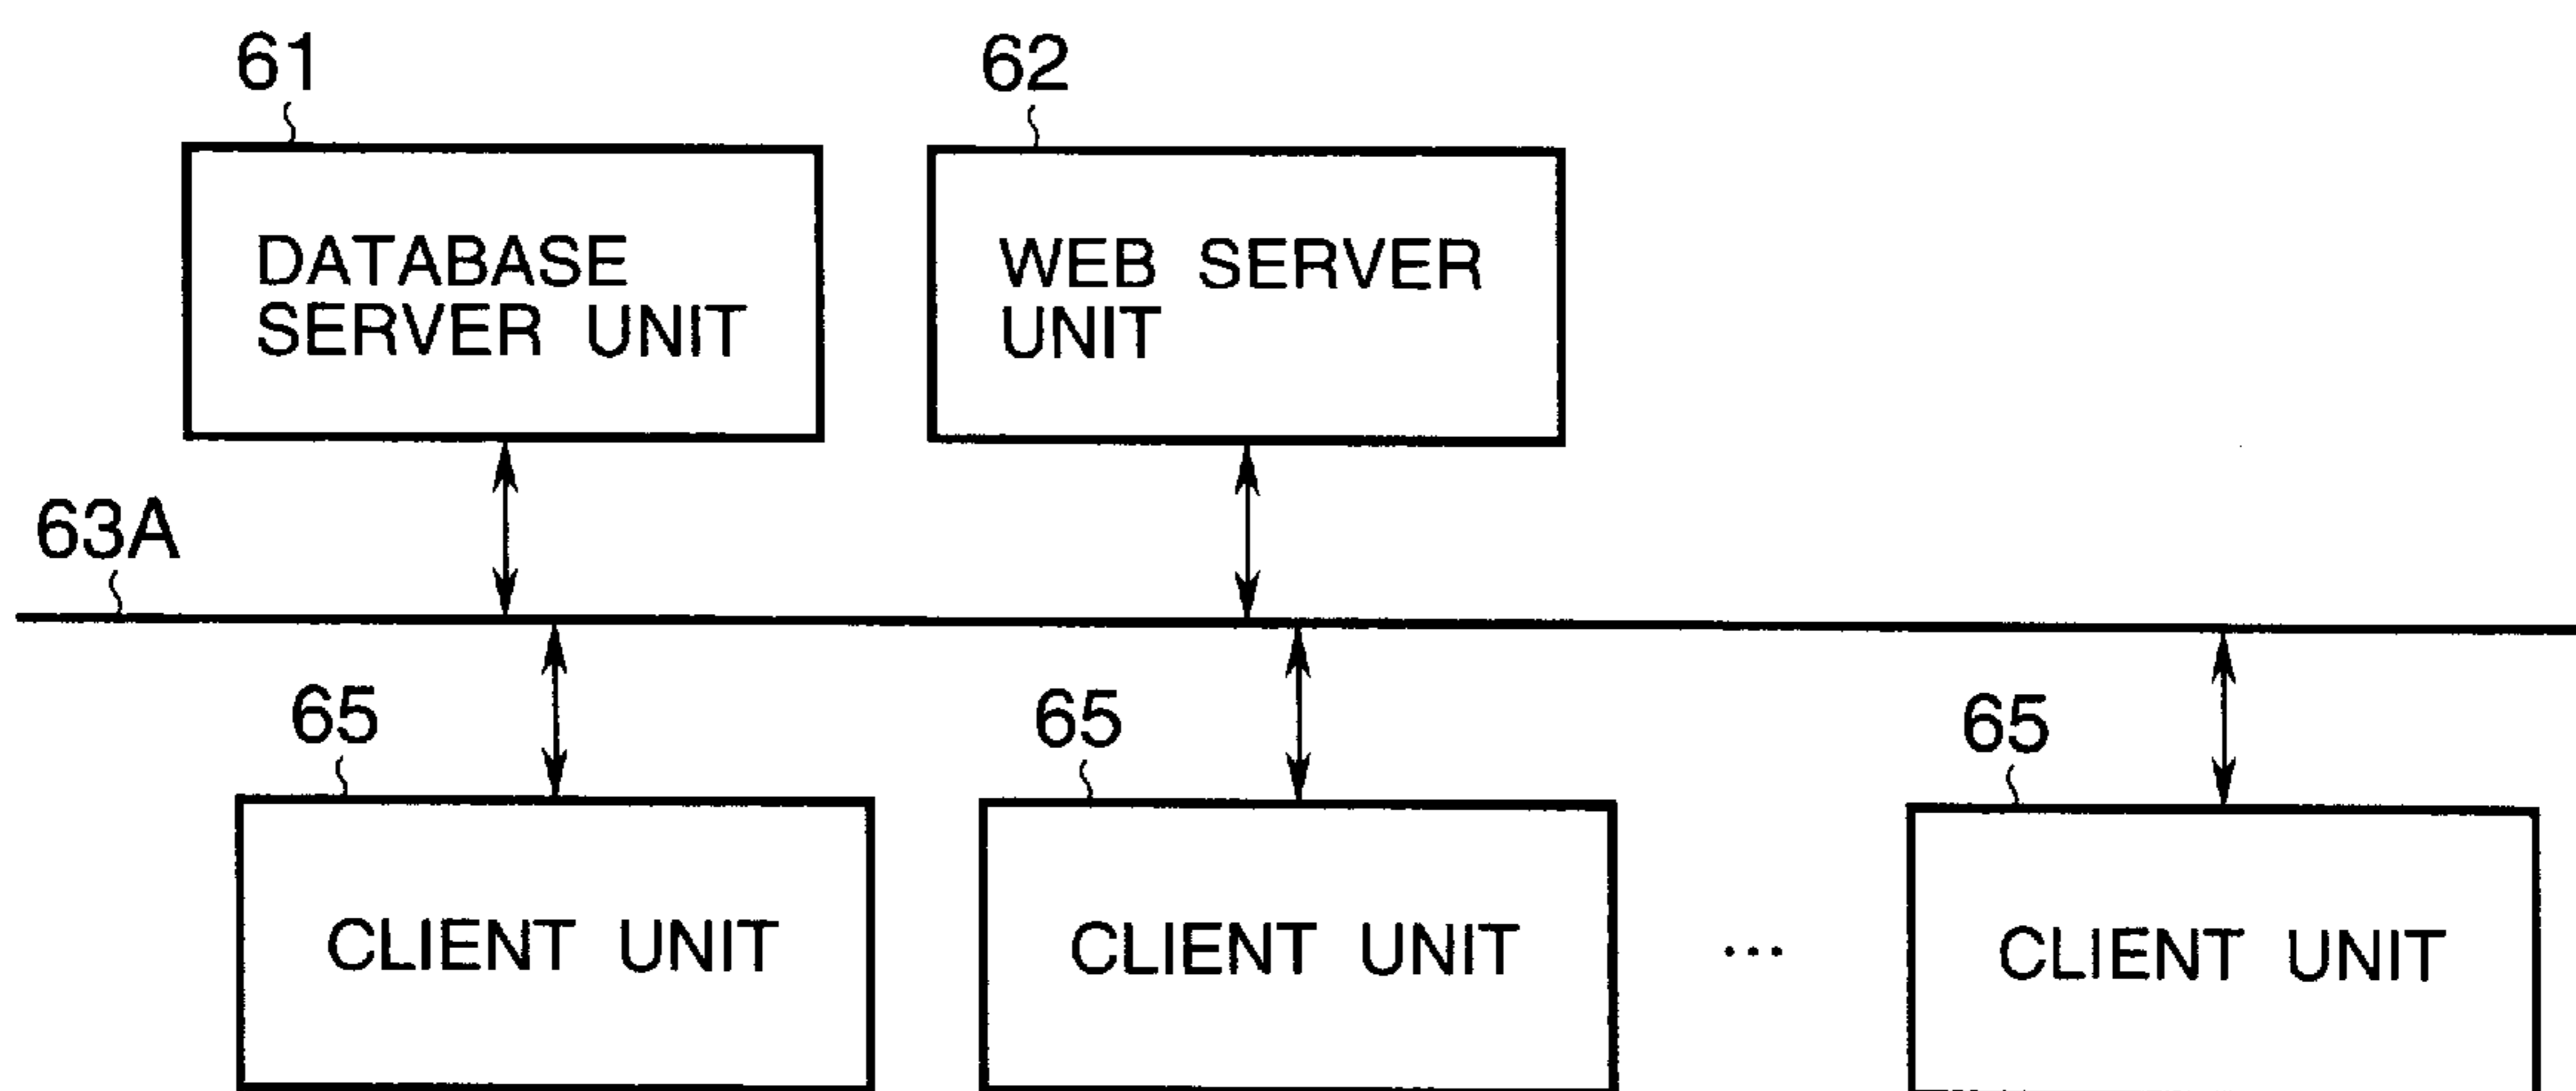 61
62
DATABASE
SERVER UNIT
WEB SERVER
UNIT
63A
65
65
65
CLIENT UNIT
CLIENT UNIT
...
CLIENT UNIT